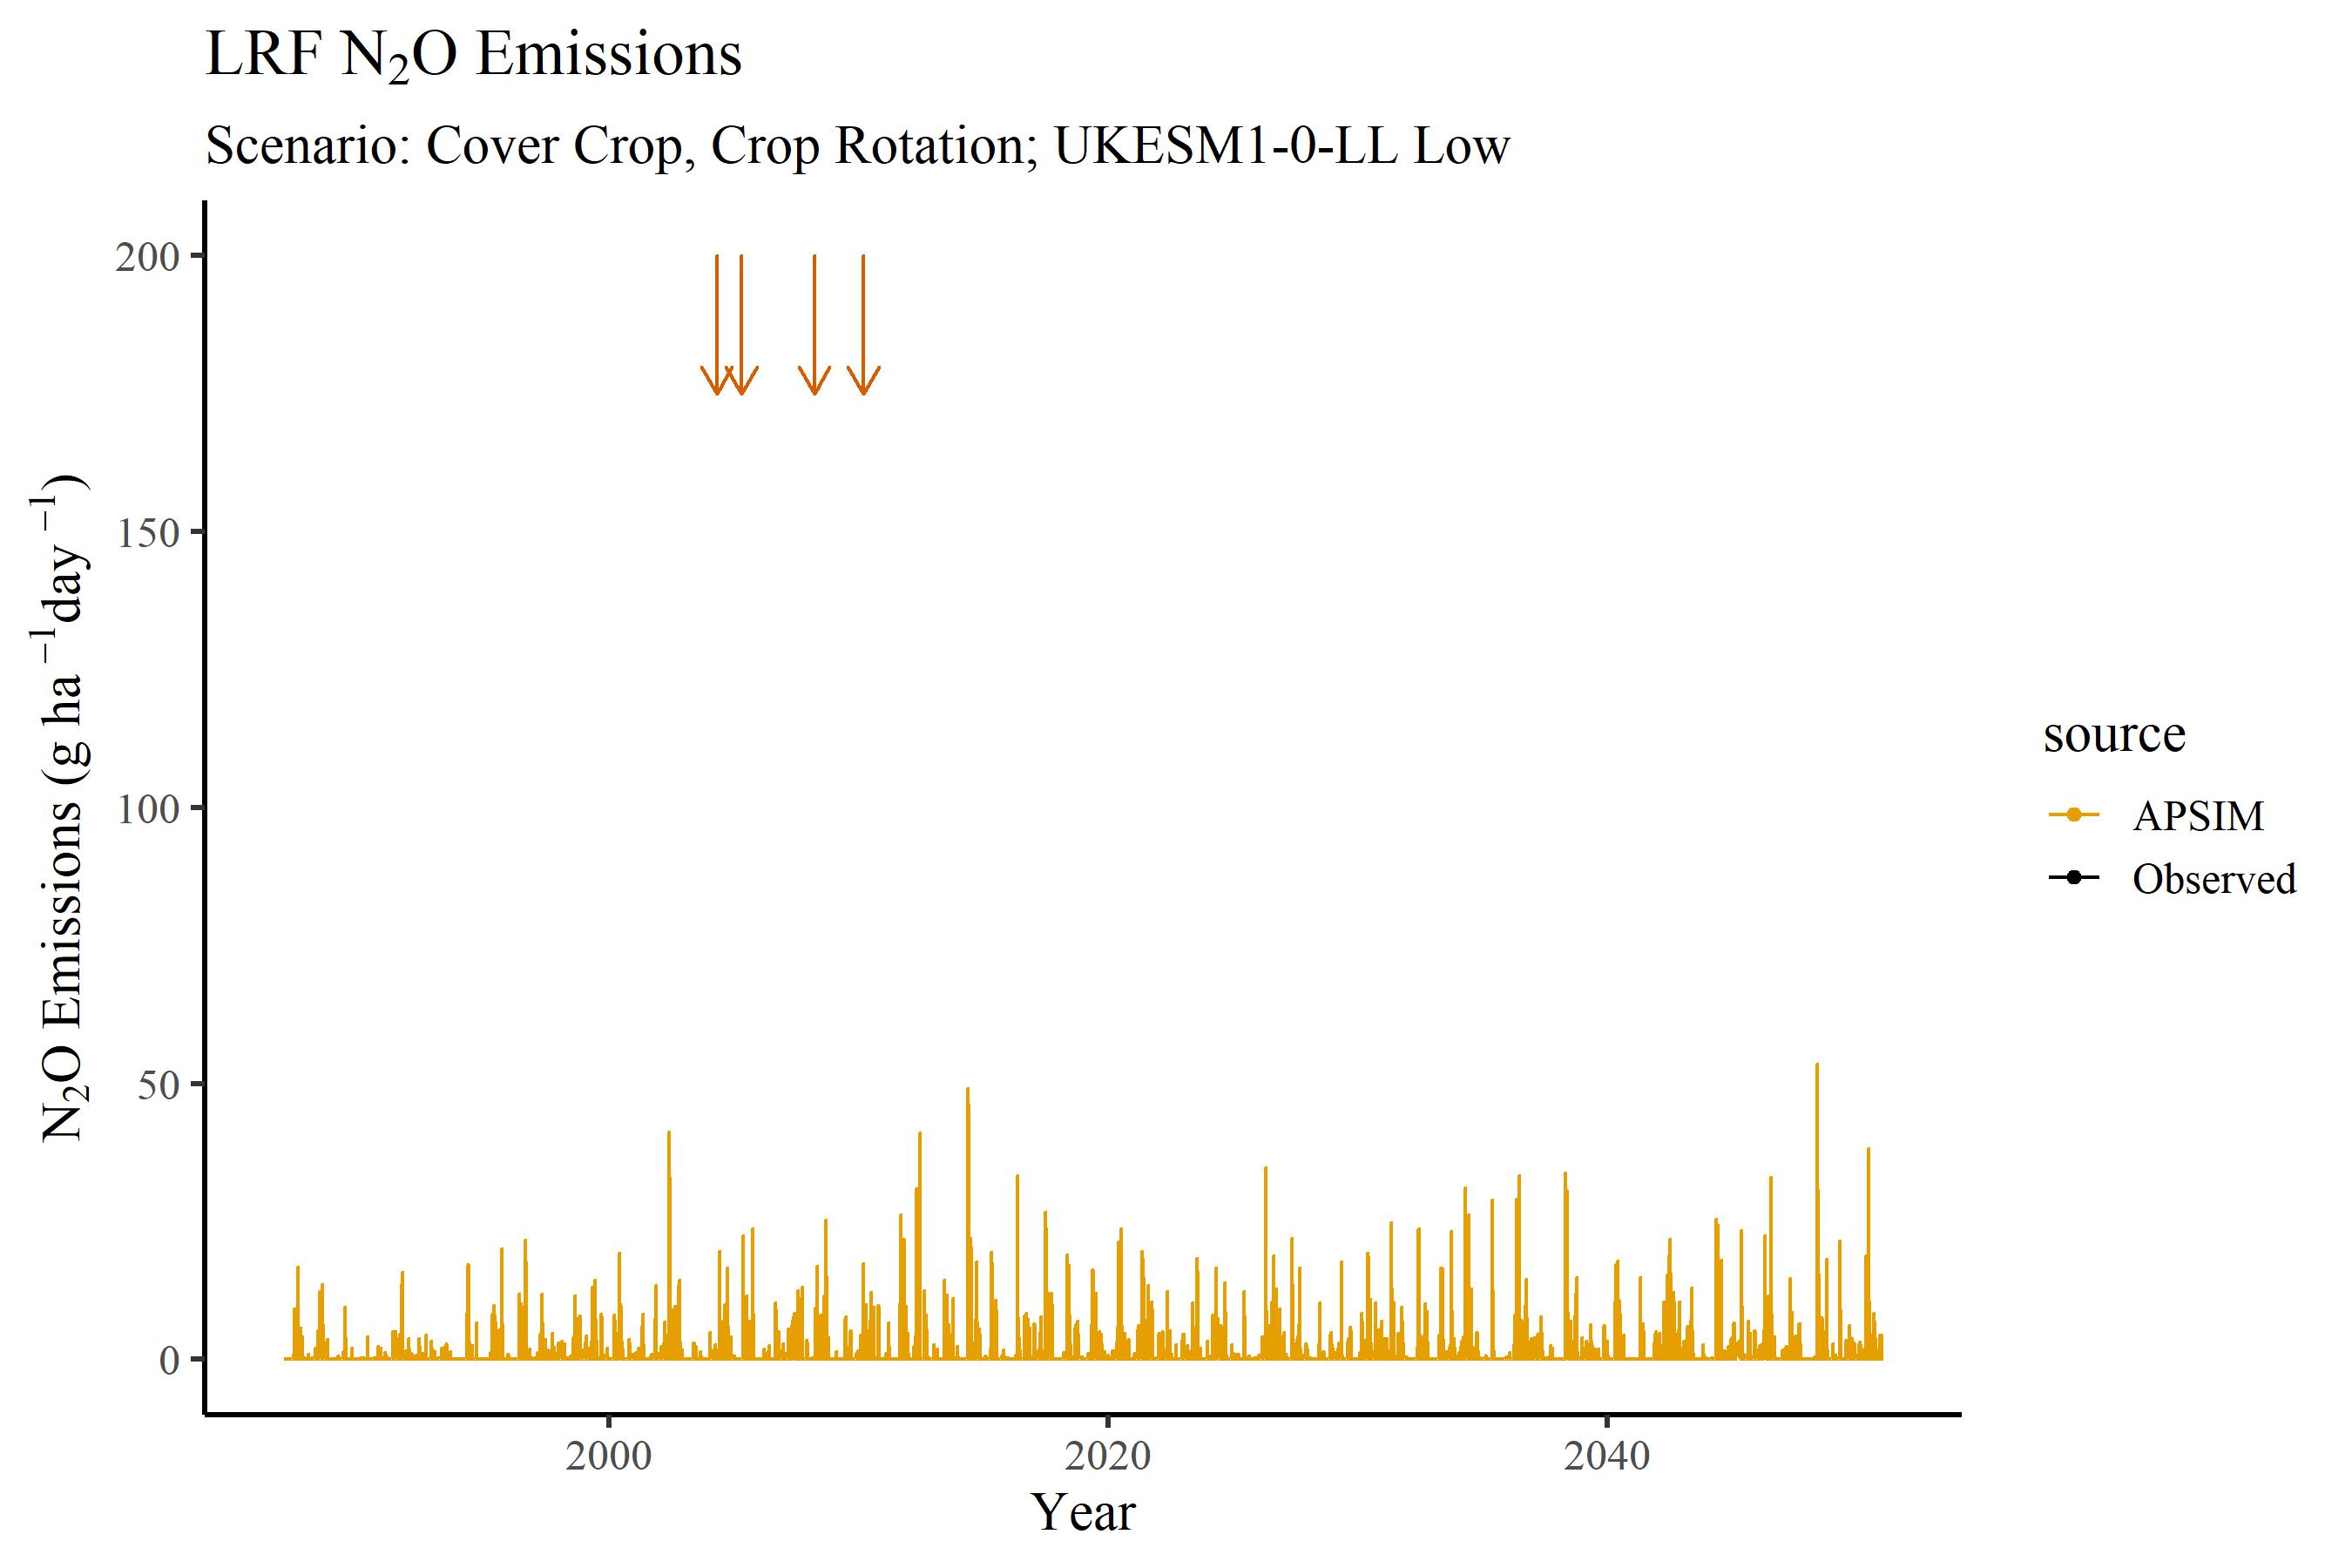 LRF N₂O Emissions
Scenario: Cover Crop, Crop Rotation; UKESM1-0-LL Low
N₂O Emissions (g ha ⁻¹day ⁻¹)
200
150
100
50
0
2000 2020 2040
Year
source
APSIM
Observed